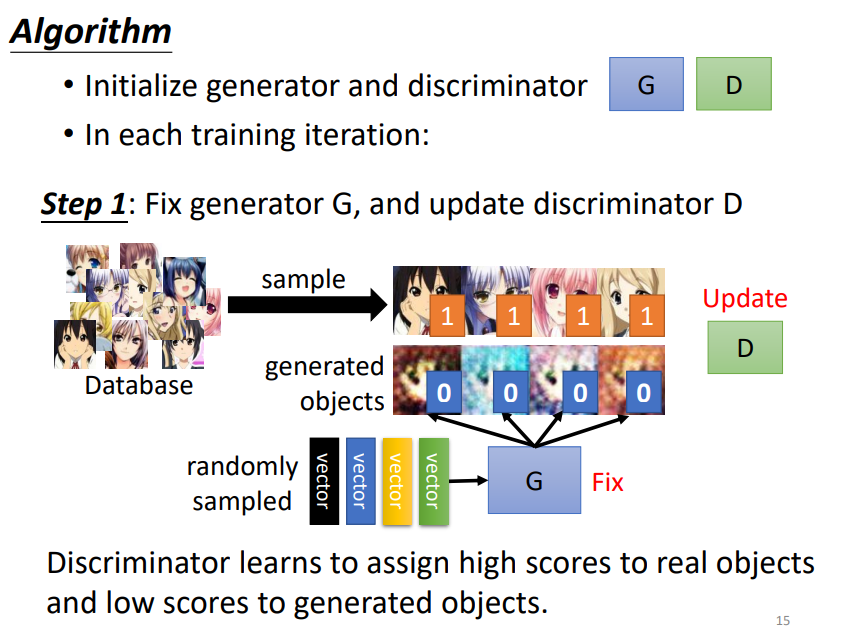 Algorithm
• Initialize generator and discriminator G D
• In each training iteration:
Step 1: Fix generator G, and update discriminator D
sample
Database
1 1 1 1
Update
D
generated
objects
0 0 0 0
randomly
sampled
vector vector vector vector
G
Fix
Discriminator learns to assign high scores to real objects
and low scores to generated objects.
15